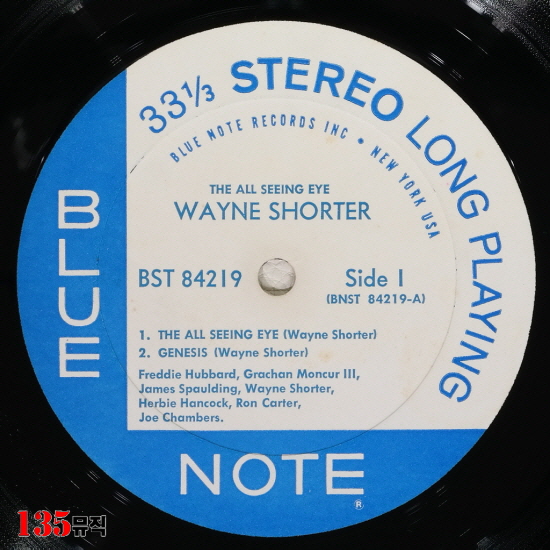 33 1/3 STEREO LONG PLAYING
BLUE NOTE RECORDS INC • NEW YORK USA
THE ALL SEEING EYE
WAYNE SHORTER
BST 84219
Side 1
(BNST 84219-A)
1. THE ALL SEEING EYE (Wayne Shorter)
2. GENESIS (Wayne Shorter)
Freddie Hubbard, Grachan Moncur III,
James Spaulding, Wayne Shorter,
Herbie Hancock, Ron Carter,
Joe Chambers.
BLUE
NOTE ®
135뮤직